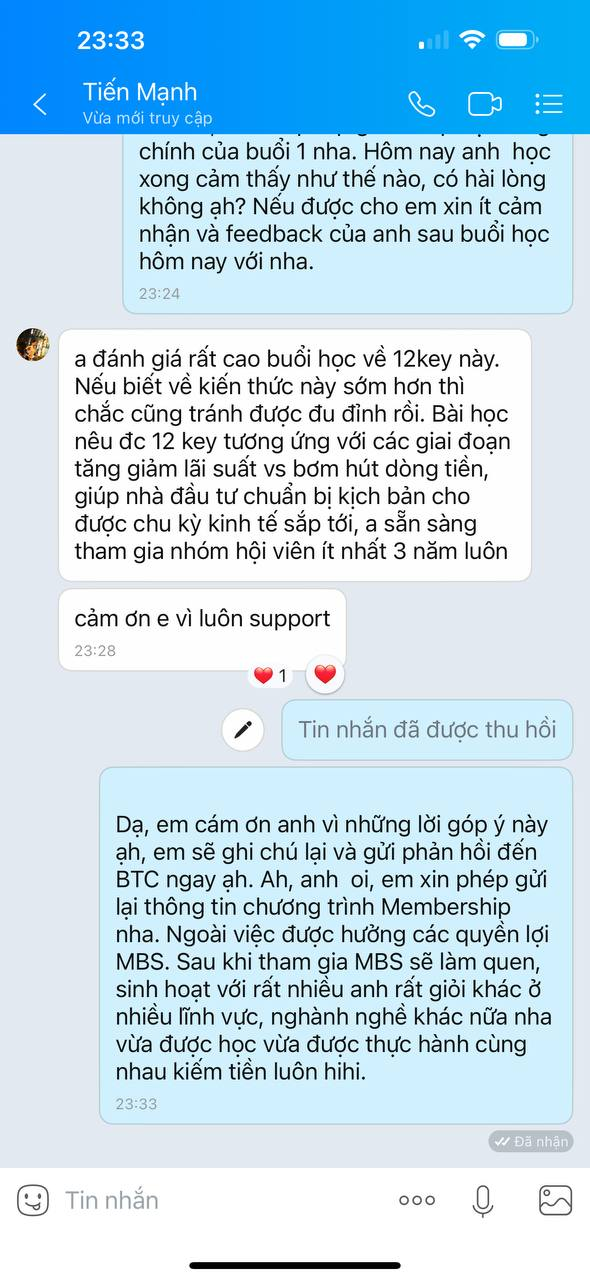 23:33
Tiến Mạnh
Vừa mới truy cập
chính của buổi 1 nha. Hôm nay anh  học
xong cảm thấy như thế nào, có hài lòng
không ạh? Nếu được cho em xin ít cảm
nhận và feedback của anh sau buổi học
hôm nay với nha.
23:24
a đánh giá rất cao buổi học về 12key này.
Nếu biết về kiến thức này sớm hơn thì
chắc cũng tránh được đu đỉnh rồi. Bài học
nêu đc 12 key tương ứng với các giai đoạn
tăng giảm lãi suất vs bơm hút dòng tiền,
giúp nhà đầu tư chuẩn bị kịch bản cho
được chu kỳ kinh tế sắp tới, a sẵn sàng
tham gia nhóm hội viên ít nhất 3 năm luôn
cảm ơn e vì luôn support
23:28
1
Tin nhắn đã được thu hồi
Dạ, em cám ơn anh vì những lời góp ý này
ạh, em sẽ ghi chú lại và gửi phản hồi đến
BTC ngay ạh. Ah, anh  oi, em xin phép gửi
lại thông tin chương trình Membership
nha. Ngoài việc được hưởng các quyền lợi
MBS. Sau khi tham gia MBS sẽ làm quen,
sinh hoạt với rất nhiều anh rất giỏi khác ở
nhiều lĩnh vực, nghành nghề khác nữa nha
vừa được học vừa được thực hành cùng
nhau kiếm tiền luôn hihi.
23:33
Đã nhận
Tin nhắn